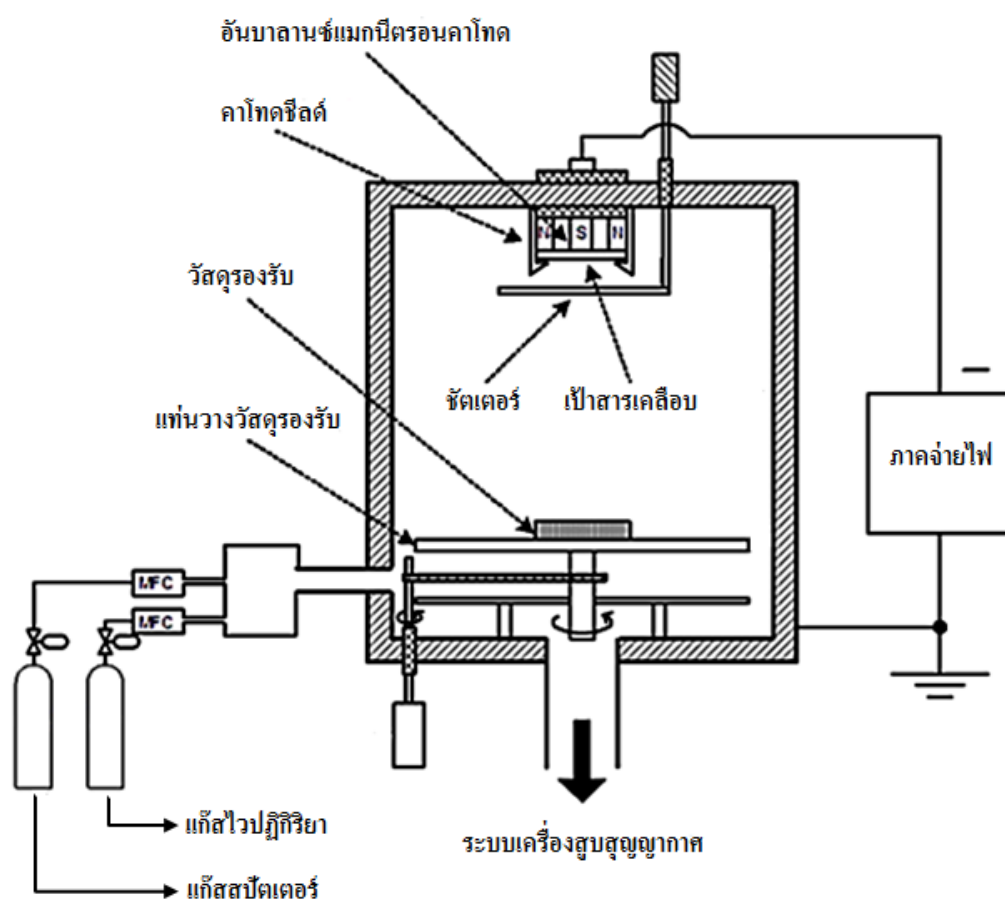 อันบาลานซ์แมกนีตรอนคาโทด
คาโทดชีลด์
N S N
วัสดุรองรับ
ชัตเตอร์
เป้าสารเคลือบ
แท่นวางวัสดุรองรับ
ภาคจ่ายไฟ
MFC
MFC
แก๊สไวปฏิกิริยา
ระบบเครื่องสูบสุญญากาศ
แก๊สสปัตเตอร์